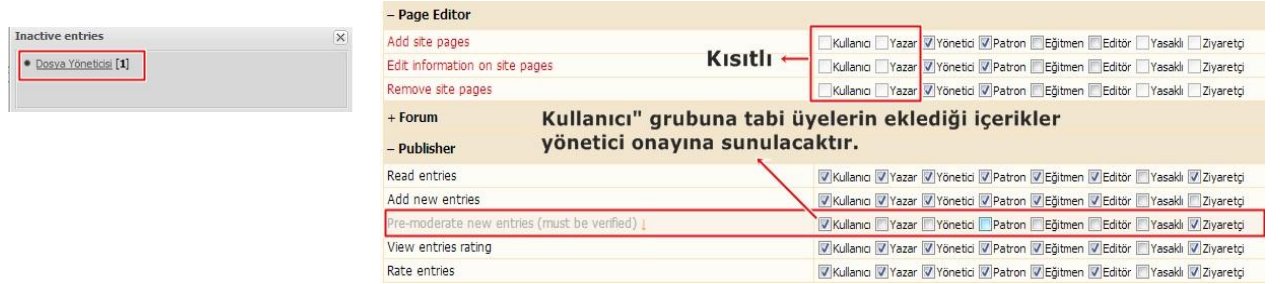 Inactive entries
Dosya Yöneticisi [1]
– Page Editor
Add site pages Kullanıcı Yazar Yönetici Patron Eğitmen Editör Yasaklı Ziyaretçi
Kısıtlı
Edit information on site pages Kullanıcı Yazar Yönetici Patron Eğitmen Editör Yasaklı Ziyaretçi
Remove site pages Kullanıcı Yazar Yönetici Patron Eğitmen Editör Yasaklı Ziyaretçi
+ Forum
Kullanıcı" grubuna tabi üyelerin eklediği içerikler
yönetici onayına sunulacaktır.
– Publisher
Read entries Kullanıcı Yazar Yönetici Patron Eğitmen Editör Yasaklı Ziyaretçi
Add new entries Kullanıcı Yazar Yönetici Patron Eğitmen Editör Yasaklı Ziyaretçi
Pre-moderate new entries (must be verified) ↓ Kullanıcı Yazar Yönetici Patron Eğitmen Editör Yasaklı Ziyaretçi
View entries rating Kullanıcı Yazar Yönetici Patron Eğitmen Editör Yasaklı Ziyaretçi
Rate entries Kullanıcı Yazar Yönetici Patron Eğitmen Editör Yasaklı Ziyaretçi